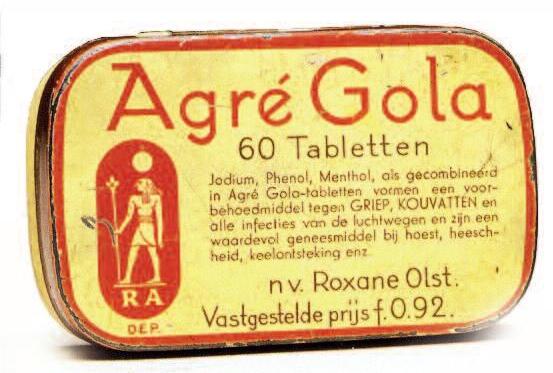 Agré Gola
60 Tabletten
Jodium, Phenol, Menthol, als gecombineerd
in Agré Gola-tabletten vormen een voor-
behoedmiddel tegen GRIEP, KOUVATTEN en
alle infecties van de luchtwegen en zijn een
waardevol geneesmiddel bij hoest, heesch-
heid, keelontsteking enz.
n.v. Roxane Olst.
Vastgestelde prijs f. 0.92.
RA
DEP.